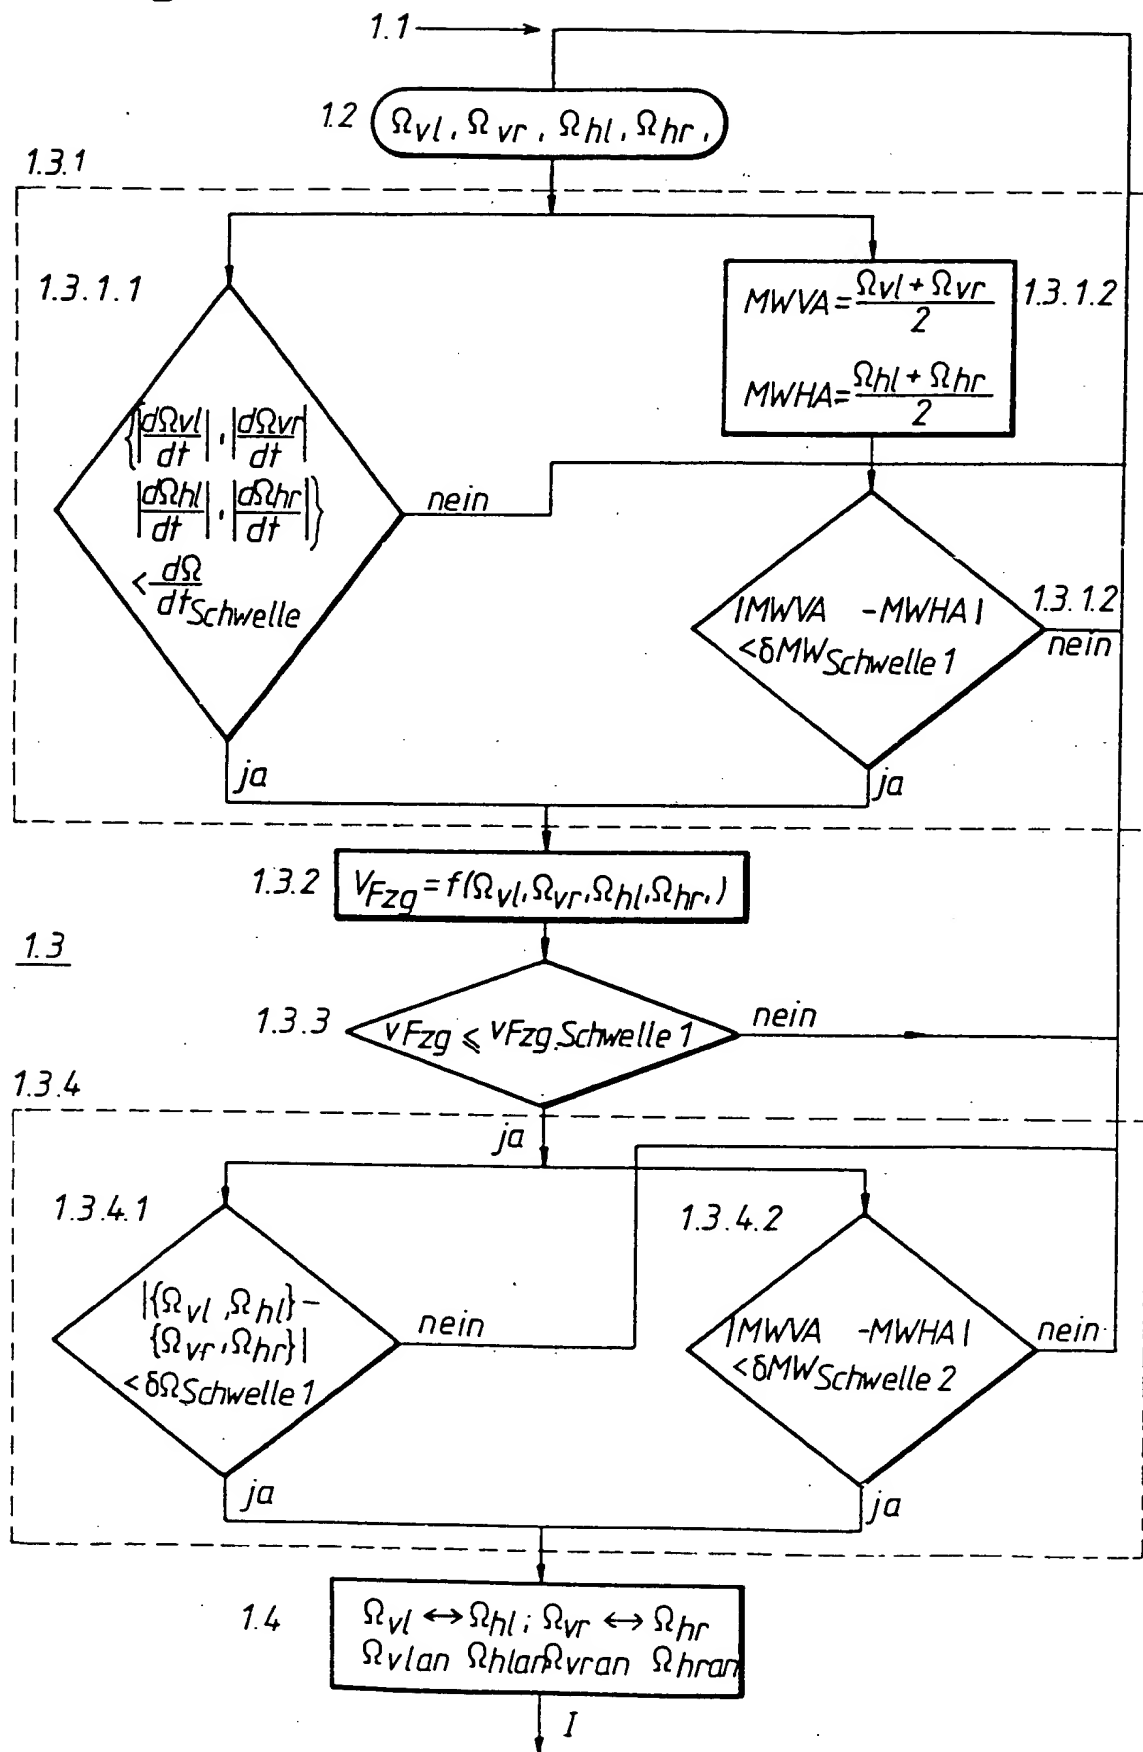 1.1
1.2
Ωvl, Ωvr, Ωhl, Ωhr,
1.3.1
1.3.1.1
MWVA = (Ωvl + Ωvr) / 2
1.3.1.2
MWHA = (Ωhl + Ωhr) / 2
{|dΩvl/dt|, |dΩvr/dt|
|dΩhl/dt|, |dΩhr/dt|}
< dΩ/dt Schwelle
nein
|MWVA -MWHA|
< δMW Schwelle 1
1.3.1.2
nein
ja
ja
1.3.2
VFzg = f(Ωvl, Ωvr, Ωhl, Ωhr,)
1.3
1.3.3
vFzg ⩽ vFzg.Schwelle 1
nein
1.3.4
ja
1.3.4.1
1.3.4.2
|{Ωvl, Ωhl} –
{Ωvr, Ωhr}|
< δΩSchwelle 1
nein
|MWVA -MWHA|
< δMW Schwelle 2
nein
ja
ja
1.4
Ωvl ↔ Ωhl; Ωvr ↔ Ωhr
Ωvlan Ωhlan Ωvran Ωhran
I